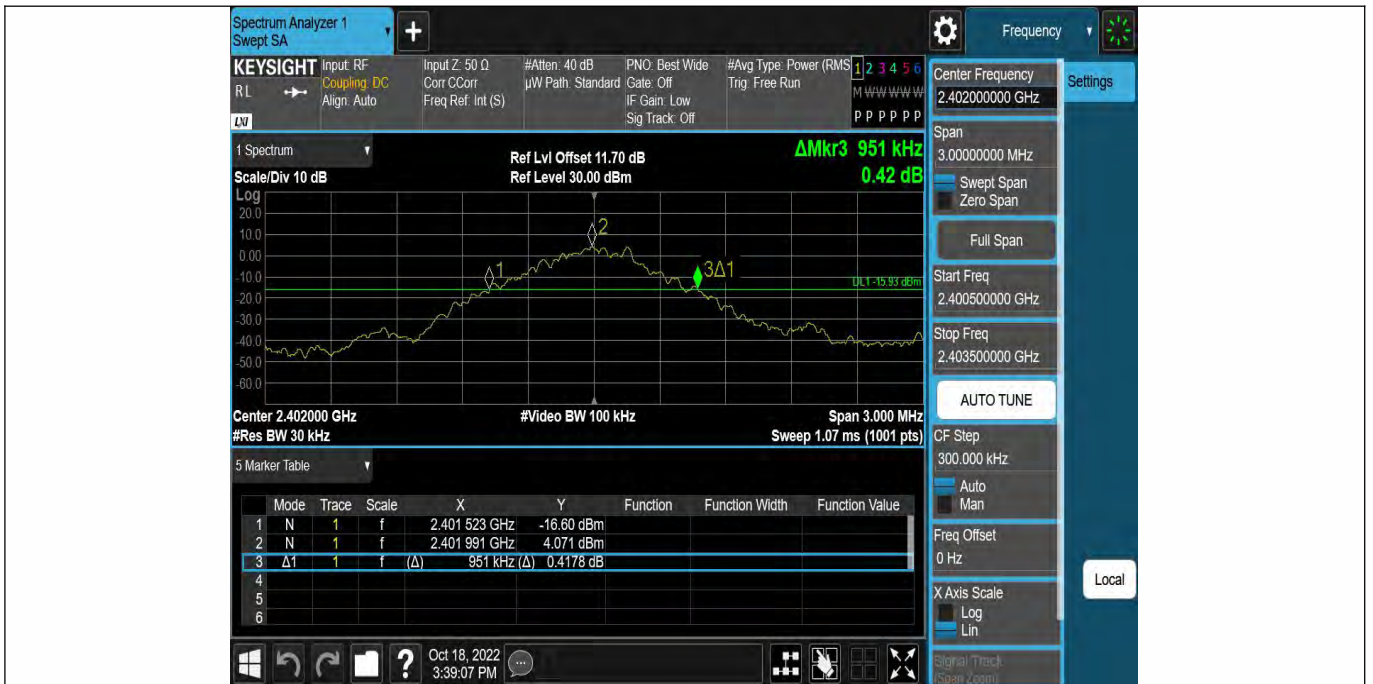 Spectrum Analyzer 1
Swept SA
Frequency
KEYSIGHT
RL
LXI
Input: RF
Coupling: DC
Align: Auto
Input Z: 50 Ω
Corr CCorr
Freq Ref: Int (S)
#Atten: 40 dB
µW Path: Standard
PNO: Best Wide
Gate: Off
IF Gain: Low
Sig Track: Off
#Avg Type: Power (RMS
Trig: Free Run
1 2 3 4 5 6
M W W W W W
P P P P P P
Center Frequency
2.402000000 GHz
Settings
Span
3.00000000 MHz
Swept Span
Zero Span
Full Span
Start Freq
2.400500000 GHz
Stop Freq
2.403500000 GHz
AUTO TUNE
CF Step
300.000 kHz
Auto
Man
Freq Offset
0 Hz
X Axis Scale
Log
Lin
Signal Track
(Span Zoom)
Local
1 Spectrum
Scale/Div 10 dB
Ref Lvl Offset 11.70 dB
Ref Level 30.00 dBm
ΔMkr3 951 kHz
0.42 dB
Log
20.0
10.0
0.00
-10.0
-20.0
-30.0
-40.0
-50.0
-60.0
1
2
3Δ1
DL1 -15.93 dBm
Center 2.402000 GHz
#Video BW 100 kHz
Span 3.000 MHz
#Res BW 30 kHz
Sweep 1.07 ms (1001 pts)
5 Marker Table
Mode Trace Scale X Y Function Function Width Function Value
1 N 1 f 2.401 523 GHz -16.60 dBm
2 N 1 f 2.401 991 GHz 4.071 dBm
3 Δ1 1 f (Δ) 951 kHz (Δ) 0.4178 dB
4
5
6
?
Oct 18, 2022
3:39:07 PM